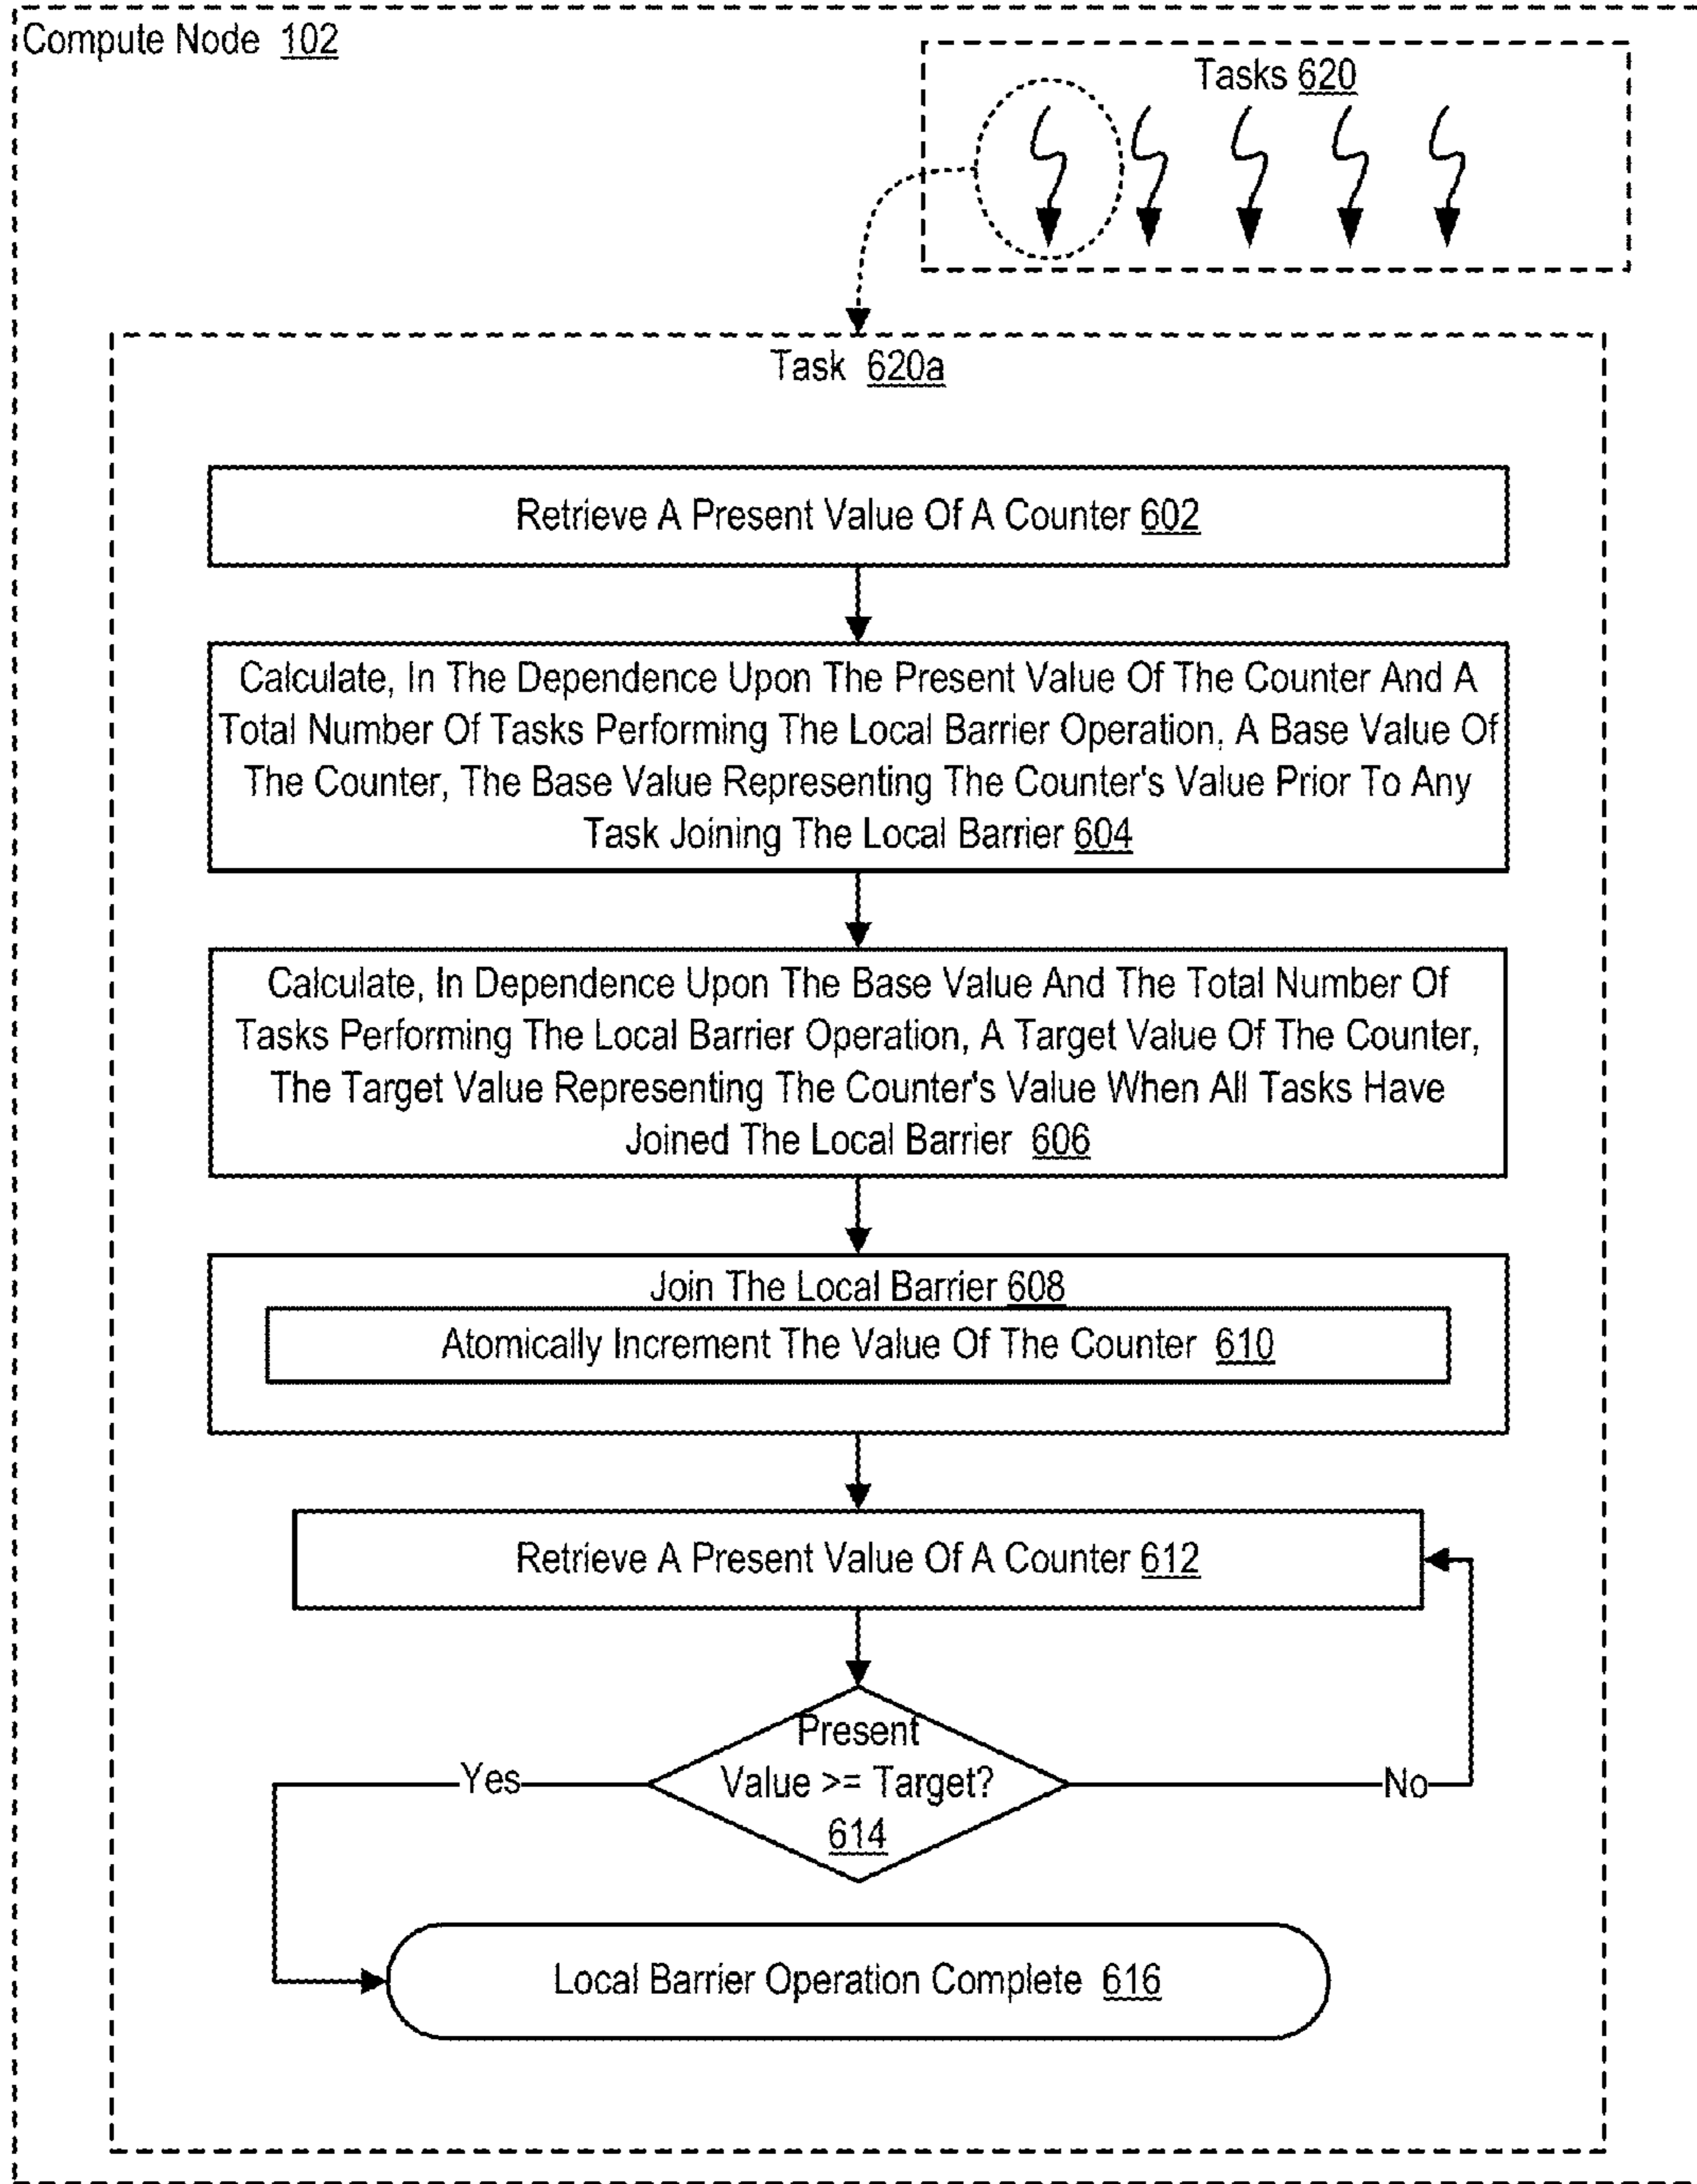 Compute Node 102
Tasks 620
Task 620a
Retrieve A Present Value Of A Counter 602
Calculate, In The Dependence Upon The Present Value Of The Counter And A
Total Number Of Tasks Performing The Local Barrier Operation, A Base Value Of
The Counter, The Base Value Representing The Counter's Value Prior To Any
Task Joining The Local Barrier 604
Calculate, In Dependence Upon The Base Value And The Total Number Of
Tasks Performing The Local Barrier Operation, A Target Value Of The Counter,
The Target Value Representing The Counter's Value When All Tasks Have
Joined The Local Barrier 606
Join The Local Barrier 608
Atomically Increment The Value Of The Counter 610
Retrieve A Present Value Of A Counter 612
Present
Value >= Target?
614
Yes
No
Local Barrier Operation Complete 616